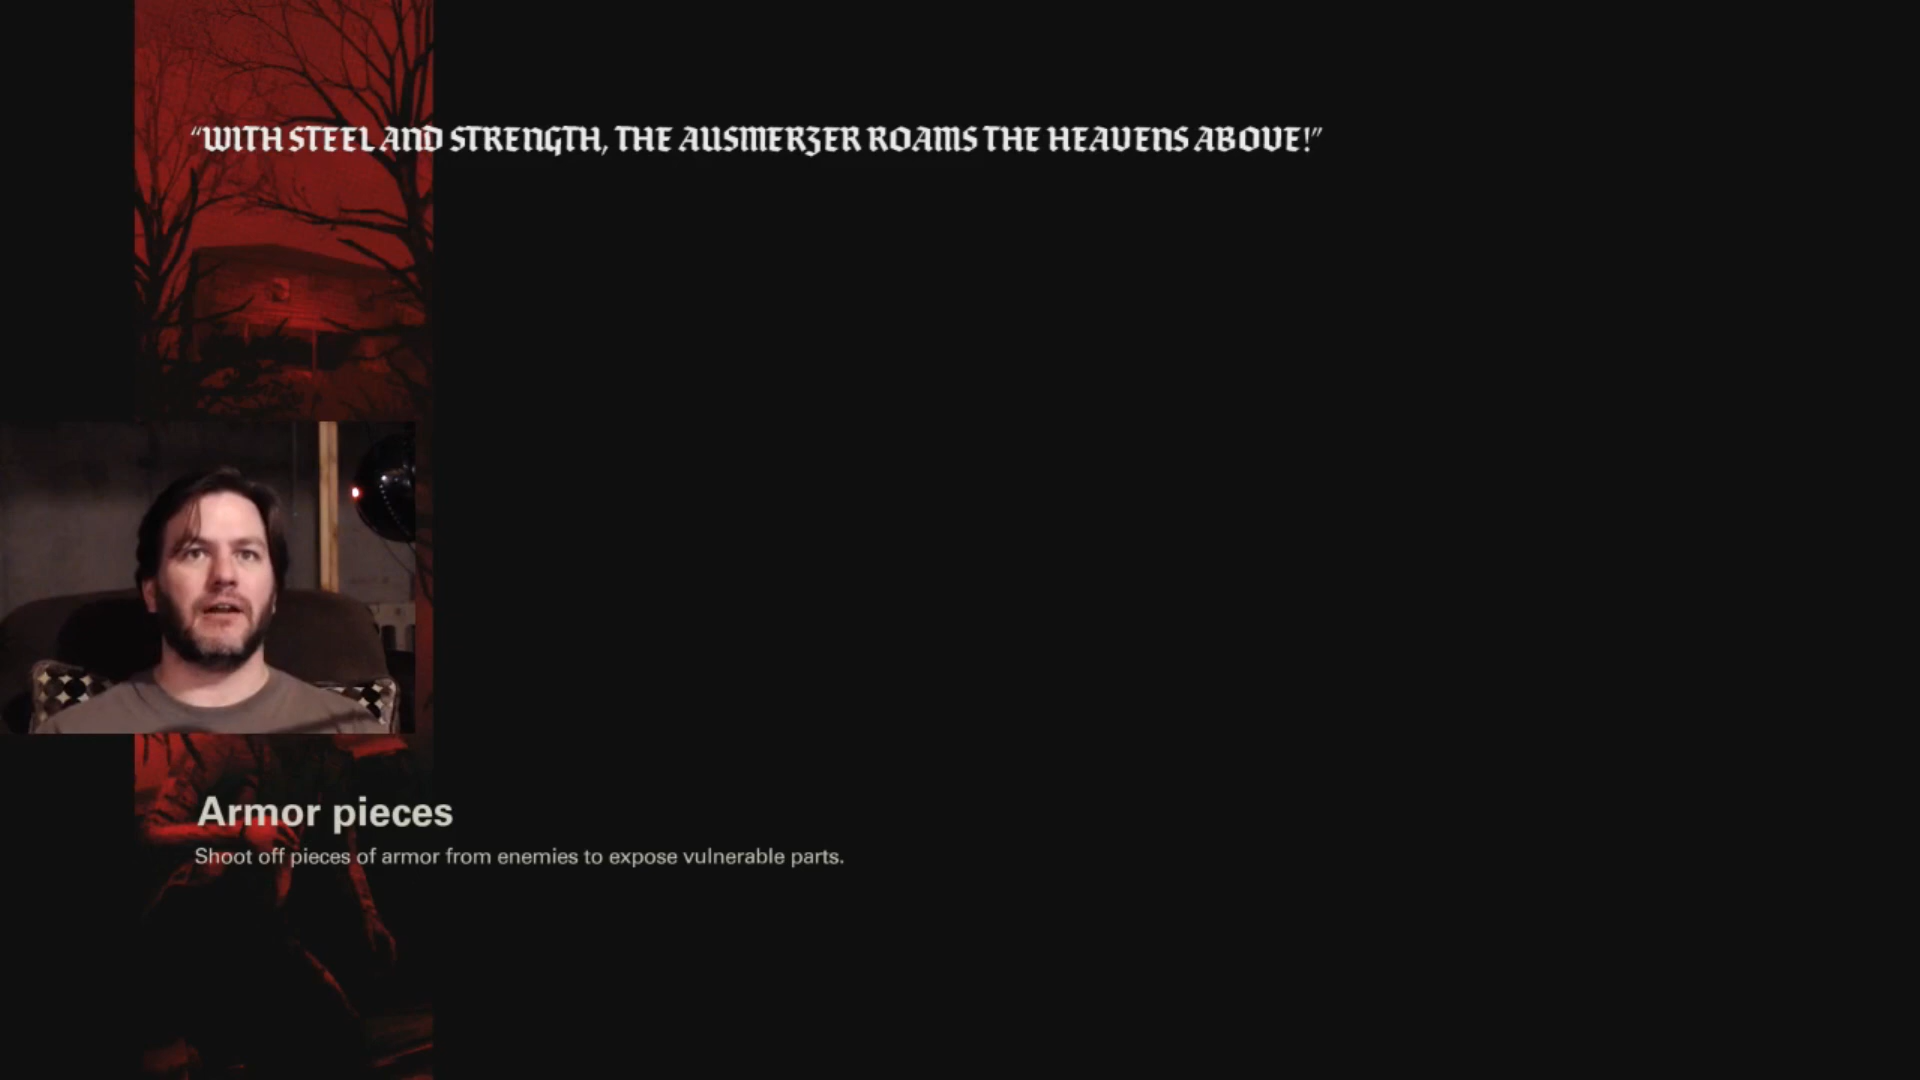 “WITH STEEL AND STRENGTH, THE AUSMERZER ROAMS THE HEAVENS ABOVE!”
Armor pieces
Shoot off pieces of armor from enemies to expose vulnerable parts.